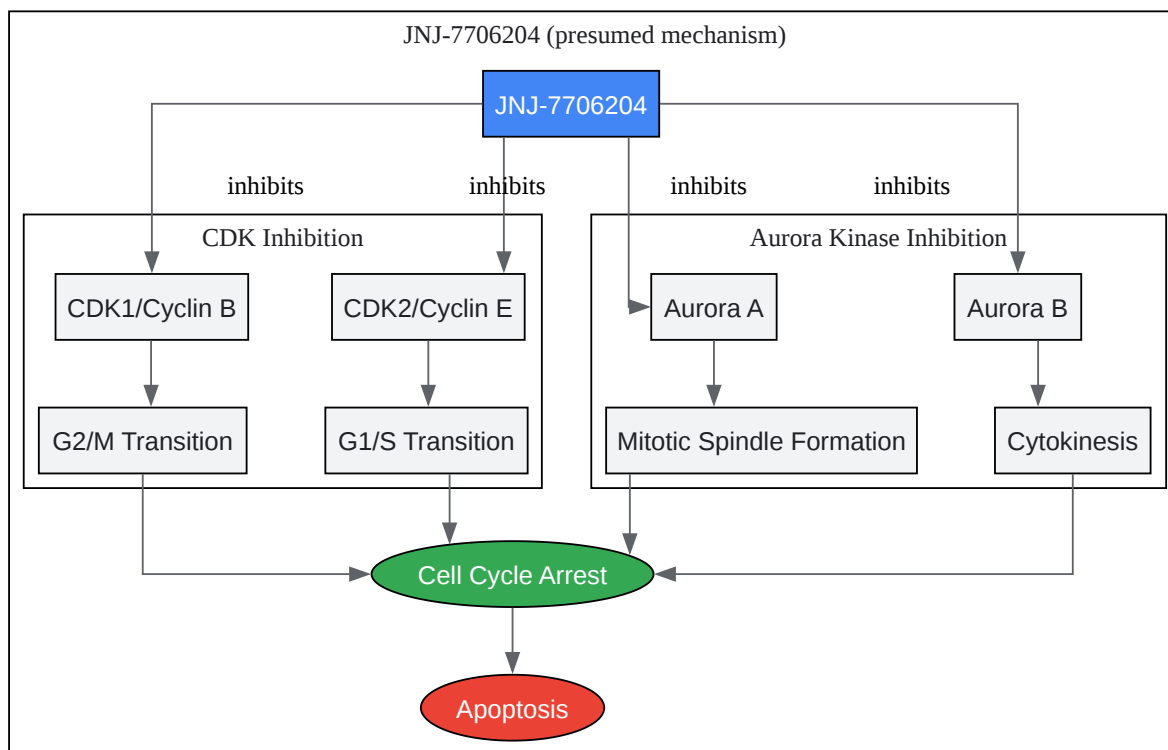 JNJ-7706204 (presumed mechanism)
JNJ-7706204
inhibits
inhibits
inhibits
inhibits
CDK Inhibition
Aurora Kinase Inhibition
CDK1/Cyclin B
CDK2/Cyclin E
Aurora A
Aurora B
G2/M Transition
G1/S Transition
Mitotic Spindle Formation
Cytokinesis
Cell Cycle Arrest
Apoptosis